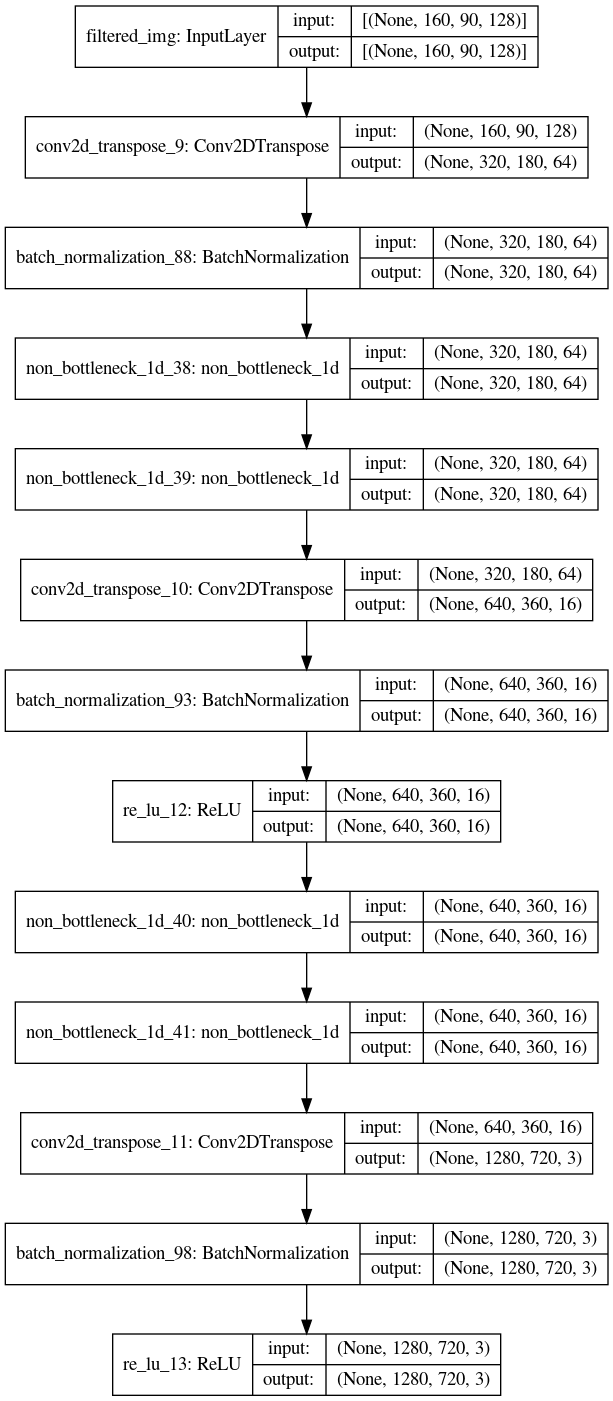 filtered_img: InputLayer
input:
[(None, 160, 90, 128)]
output:
[(None, 160, 90, 128)]
conv2d_transpose_9: Conv2DTranspose
input:
(None, 160, 90, 128)
output:
(None, 320, 180, 64)
batch_normalization_88: BatchNormalization
input:
(None, 320, 180, 64)
output:
(None, 320, 180, 64)
non_bottleneck_1d_38: non_bottleneck_1d
input:
(None, 320, 180, 64)
output:
(None, 320, 180, 64)
non_bottleneck_1d_39: non_bottleneck_1d
input:
(None, 320, 180, 64)
output:
(None, 320, 180, 64)
conv2d_transpose_10: Conv2DTranspose
input:
(None, 320, 180, 64)
output:
(None, 640, 360, 16)
batch_normalization_93: BatchNormalization
input:
(None, 640, 360, 16)
output:
(None, 640, 360, 16)
re_lu_12: ReLU
input:
(None, 640, 360, 16)
output:
(None, 640, 360, 16)
non_bottleneck_1d_40: non_bottleneck_1d
input:
(None, 640, 360, 16)
output:
(None, 640, 360, 16)
non_bottleneck_1d_41: non_bottleneck_1d
input:
(None, 640, 360, 16)
output:
(None, 640, 360, 16)
conv2d_transpose_11: Conv2DTranspose
input:
(None, 640, 360, 16)
output:
(None, 1280, 720, 3)
batch_normalization_98: BatchNormalization
input:
(None, 1280, 720, 3)
output:
(None, 1280, 720, 3)
re_lu_13: ReLU
input:
(None, 1280, 720, 3)
output:
(None, 1280, 720, 3)